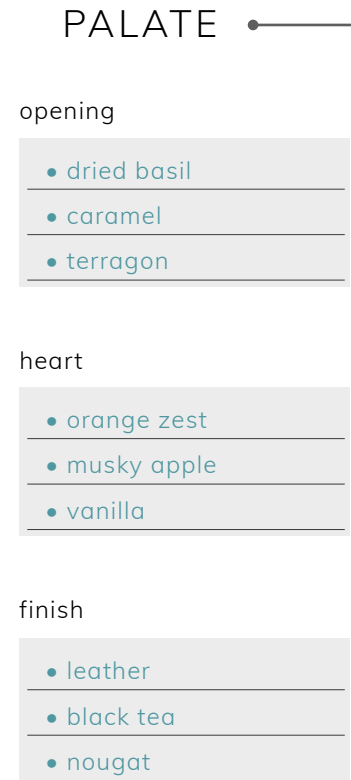 PALATE
opening
• dried basil
• caramel
• terragon
heart
• orange zest
• musky apple
• vanilla
finish
• leather
• black tea
• nougat